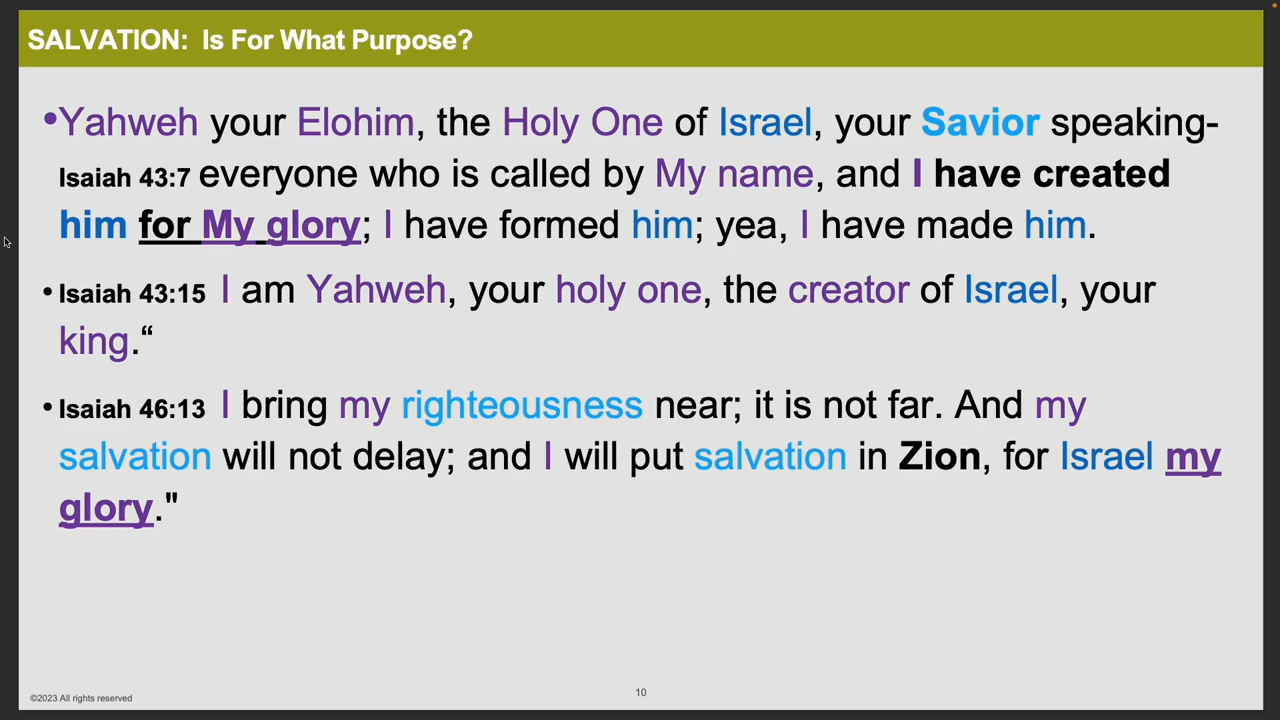 SALVATION:  Is For What Purpose?
•Yahweh your Elohim, the Holy One of Israel, your Savior speaking-
Isaiah 43:7 everyone who is called by My name, and I have created
him for My glory; I have formed him; yea, I have made him.
• Isaiah 43:15 I am Yahweh, your holy one, the creator of Israel, your
king.“
• Isaiah 46:13 I bring my righteousness near; it is not far. And my
salvation will not delay; and I will put salvation in Zion, for Israel my
glory."
©2023 All rights reserved
10